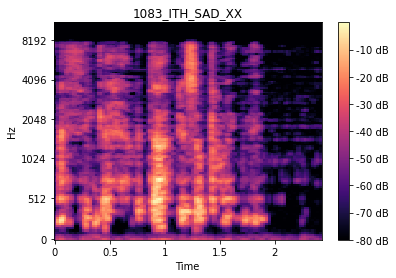 1083_ITH_SAD_XX
8192
4096
2048
1024
512
0
Hz
0
0.5
1
1.5
2
Time
-10 dB
-20 dB
-30 dB
-40 dB
-50 dB
-60 dB
-70 dB
-80 dB